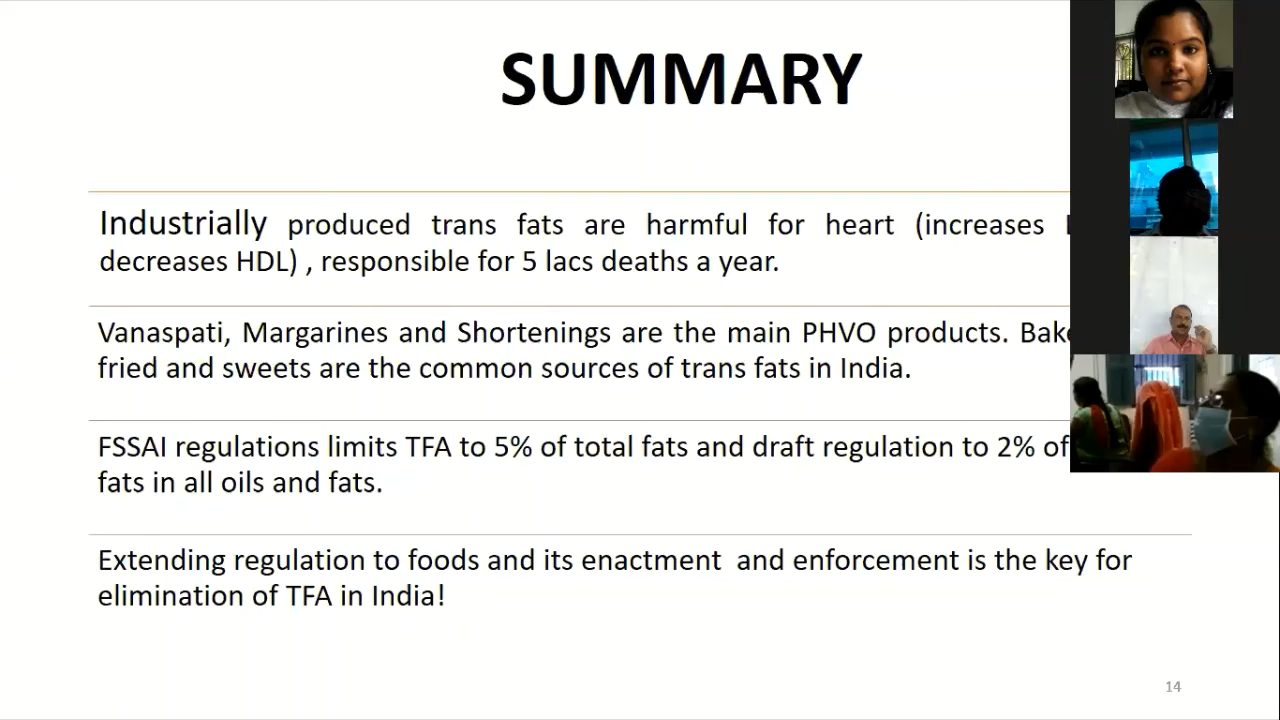 SUMMARY
Industrially produced trans fats are harmful for heart (increases
decreases HDL) , responsible for 5 lacs deaths a year.
Vanaspati, Margarines and Shortenings are the main PHVO products.
fried and sweets are the common sources of trans fats in India.
FSSAI regulations limits TFA to 5% of total fats and draft regulation to 2% of
fats in all oils and fats.
Extending regulation to foods and its enactment and enforcement is the key for
elimination of TFA in India!
14